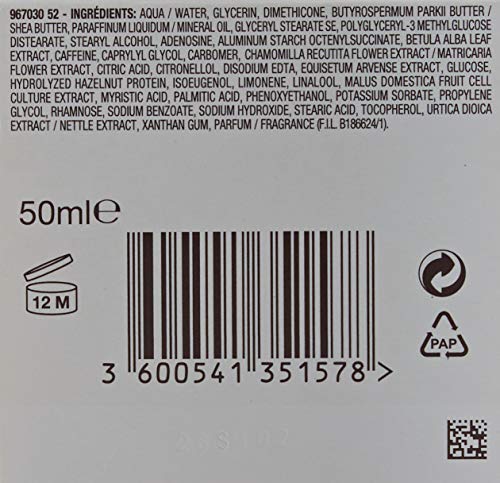 967030 52 - INGRÉDIENTS: AQUA / WATER, GLYCERIN, DIMETHICONE, BUTYROSPERMUM PARKII BUTTER /
SHEA BUTTER, PARAFFINUM LIQUIDUM / MINERAL OIL, GLYCERYL STEARATE SE, POLYGLYCERYL-3 METHYLGLUCOSE
DISTEARATE, STEARYL ALCOHOL, ADENOSINE, ALUMINUM STARCH OCTENYLSUCCINATE, BETULA ALBA LEAF
EXTRACT, CAFFEINE, CAPRYLYL GLYCOL, CARBOMER, CHAMOMILLA RECUTITA FLOWER EXTRACT / MATRICARIA
FLOWER EXTRACT, CITRIC ACID, CITRONELLOL, DISODIUM EDTA, EQUISETUM ARVENSE EXTRACT, GLUCOSE,
HYDROLYZED HAZELNUT PROTEIN, ISOEUGENOL, LIMONENE, LINALOOL, MALUS DOMESTICA FRUIT CELL
CULTURE EXTRACT, MYRISTIC ACID, PALMITIC ACID, PHENOXYETHANOL, POTASSIUM SORBATE, PROPYLENE
GLYCOL, RHAMNOSE, SODIUM BENZOATE, SODIUM HYDROXIDE, STEARIC ACID, TOCOPHEROL, URTICA DIOICA
EXTRACT / NETTLE EXTRACT, XANTHAN GUM, PARFUM / FRAGRANCE (F.I.L. B186624/1).
50ml℮
12 M
PAP
3 600541 351578 >